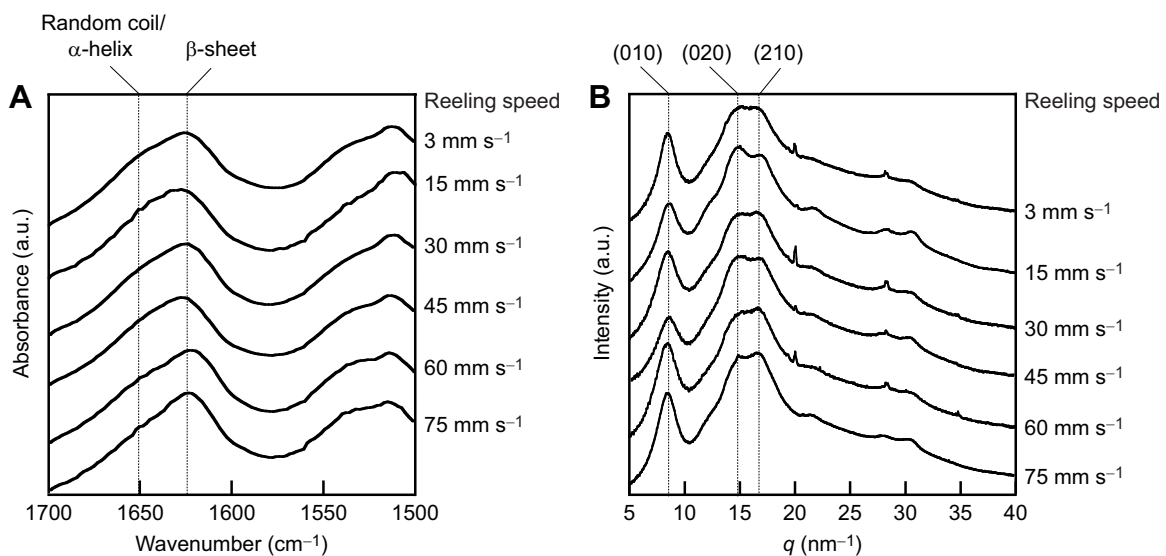 Random coil/
α-helix
β-sheet
A
Reeling speed
3 mm s⁻¹
15 mm s⁻¹
30 mm s⁻¹
45 mm s⁻¹
60 mm s⁻¹
75 mm s⁻¹
Absorbance (a.u.)
1700 1650 1600 1550 1500
Wavenumber (cm⁻¹)
(010) (020) (210)
B
Reeling speed
3 mm s⁻¹
15 mm s⁻¹
30 mm s⁻¹
45 mm s⁻¹
60 mm s⁻¹
75 mm s⁻¹
Intensity (a.u.)
5 10 15 20 25 30 35 40
q (nm⁻¹)